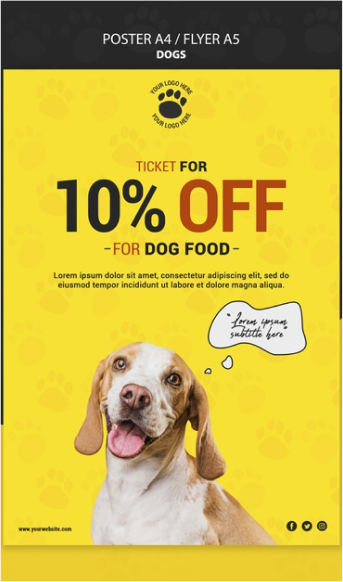 POSTER A4 / FLYER A5
DOGS
YOUR LOGO HERE
YOUR LOGO HERE
TICKET FOR
10% OFF
-FOR DOG FOOD-
Lorem ipsum dolor sit amet, consectetur adipiscing elit, sed do
eiusmod tempor incididunt ut labore et dolore magna aliqua.
"Lorem ipsum
subtitle here"
www.yourwebsite.com